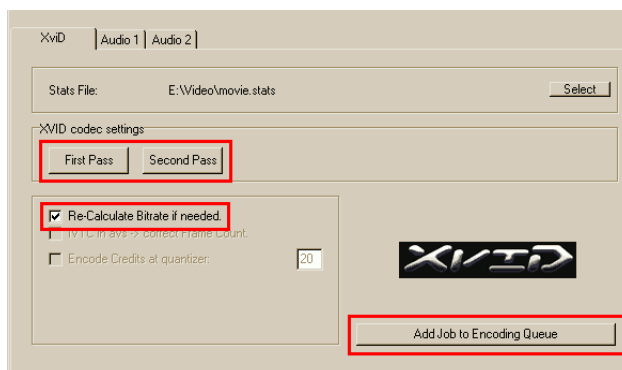 XviD Audio 1 Audio 2
Stats File: E:\Video\movie.stats Select
XVID codec settings
First Pass Second Pass
Re-Calculate Bitrate if needed.
IVTC in avs -> correct Frame Count.
Encode Credits at quantizer: 20
XVID
Add Job to Encoding Queue